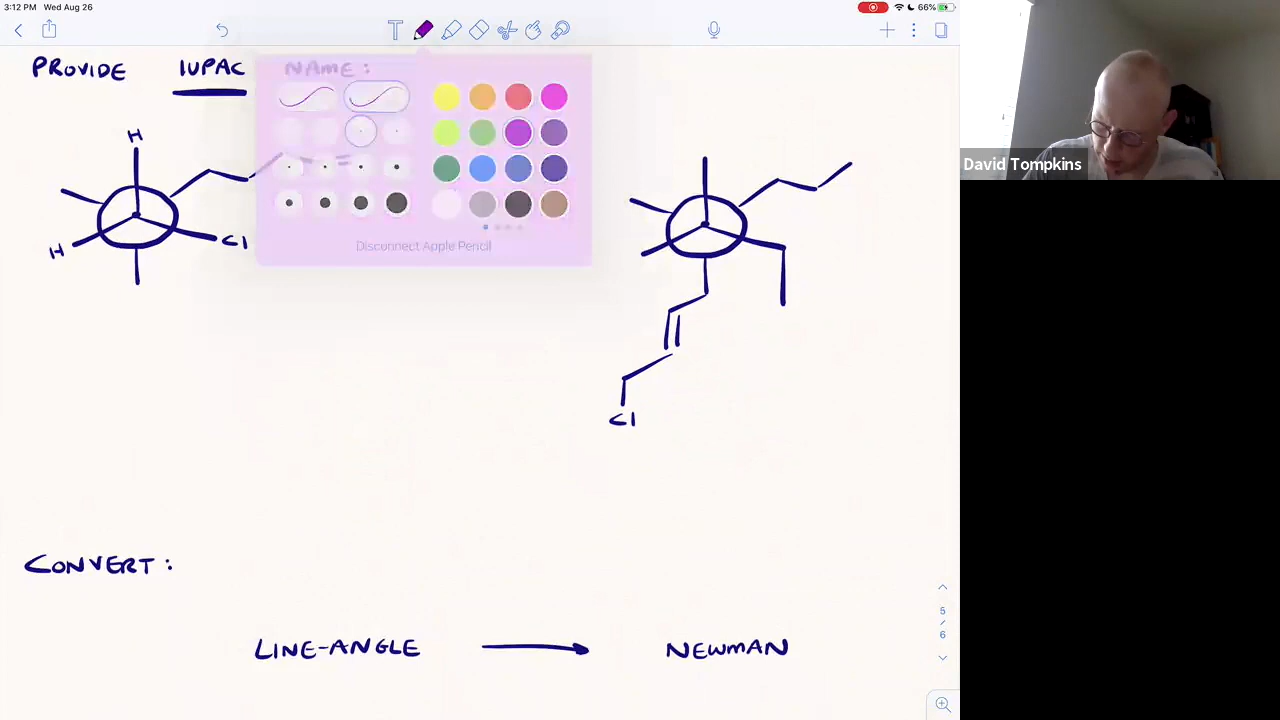 3:12 PM Wed Aug 26
66%
T
PROVIDE IUPAC NAME:
H
H
Cl
Disconnect Apple Pencil
David Tompkins
Cl
CONVERT:
5
/
6
LINE-ANGLE
NEWMAN